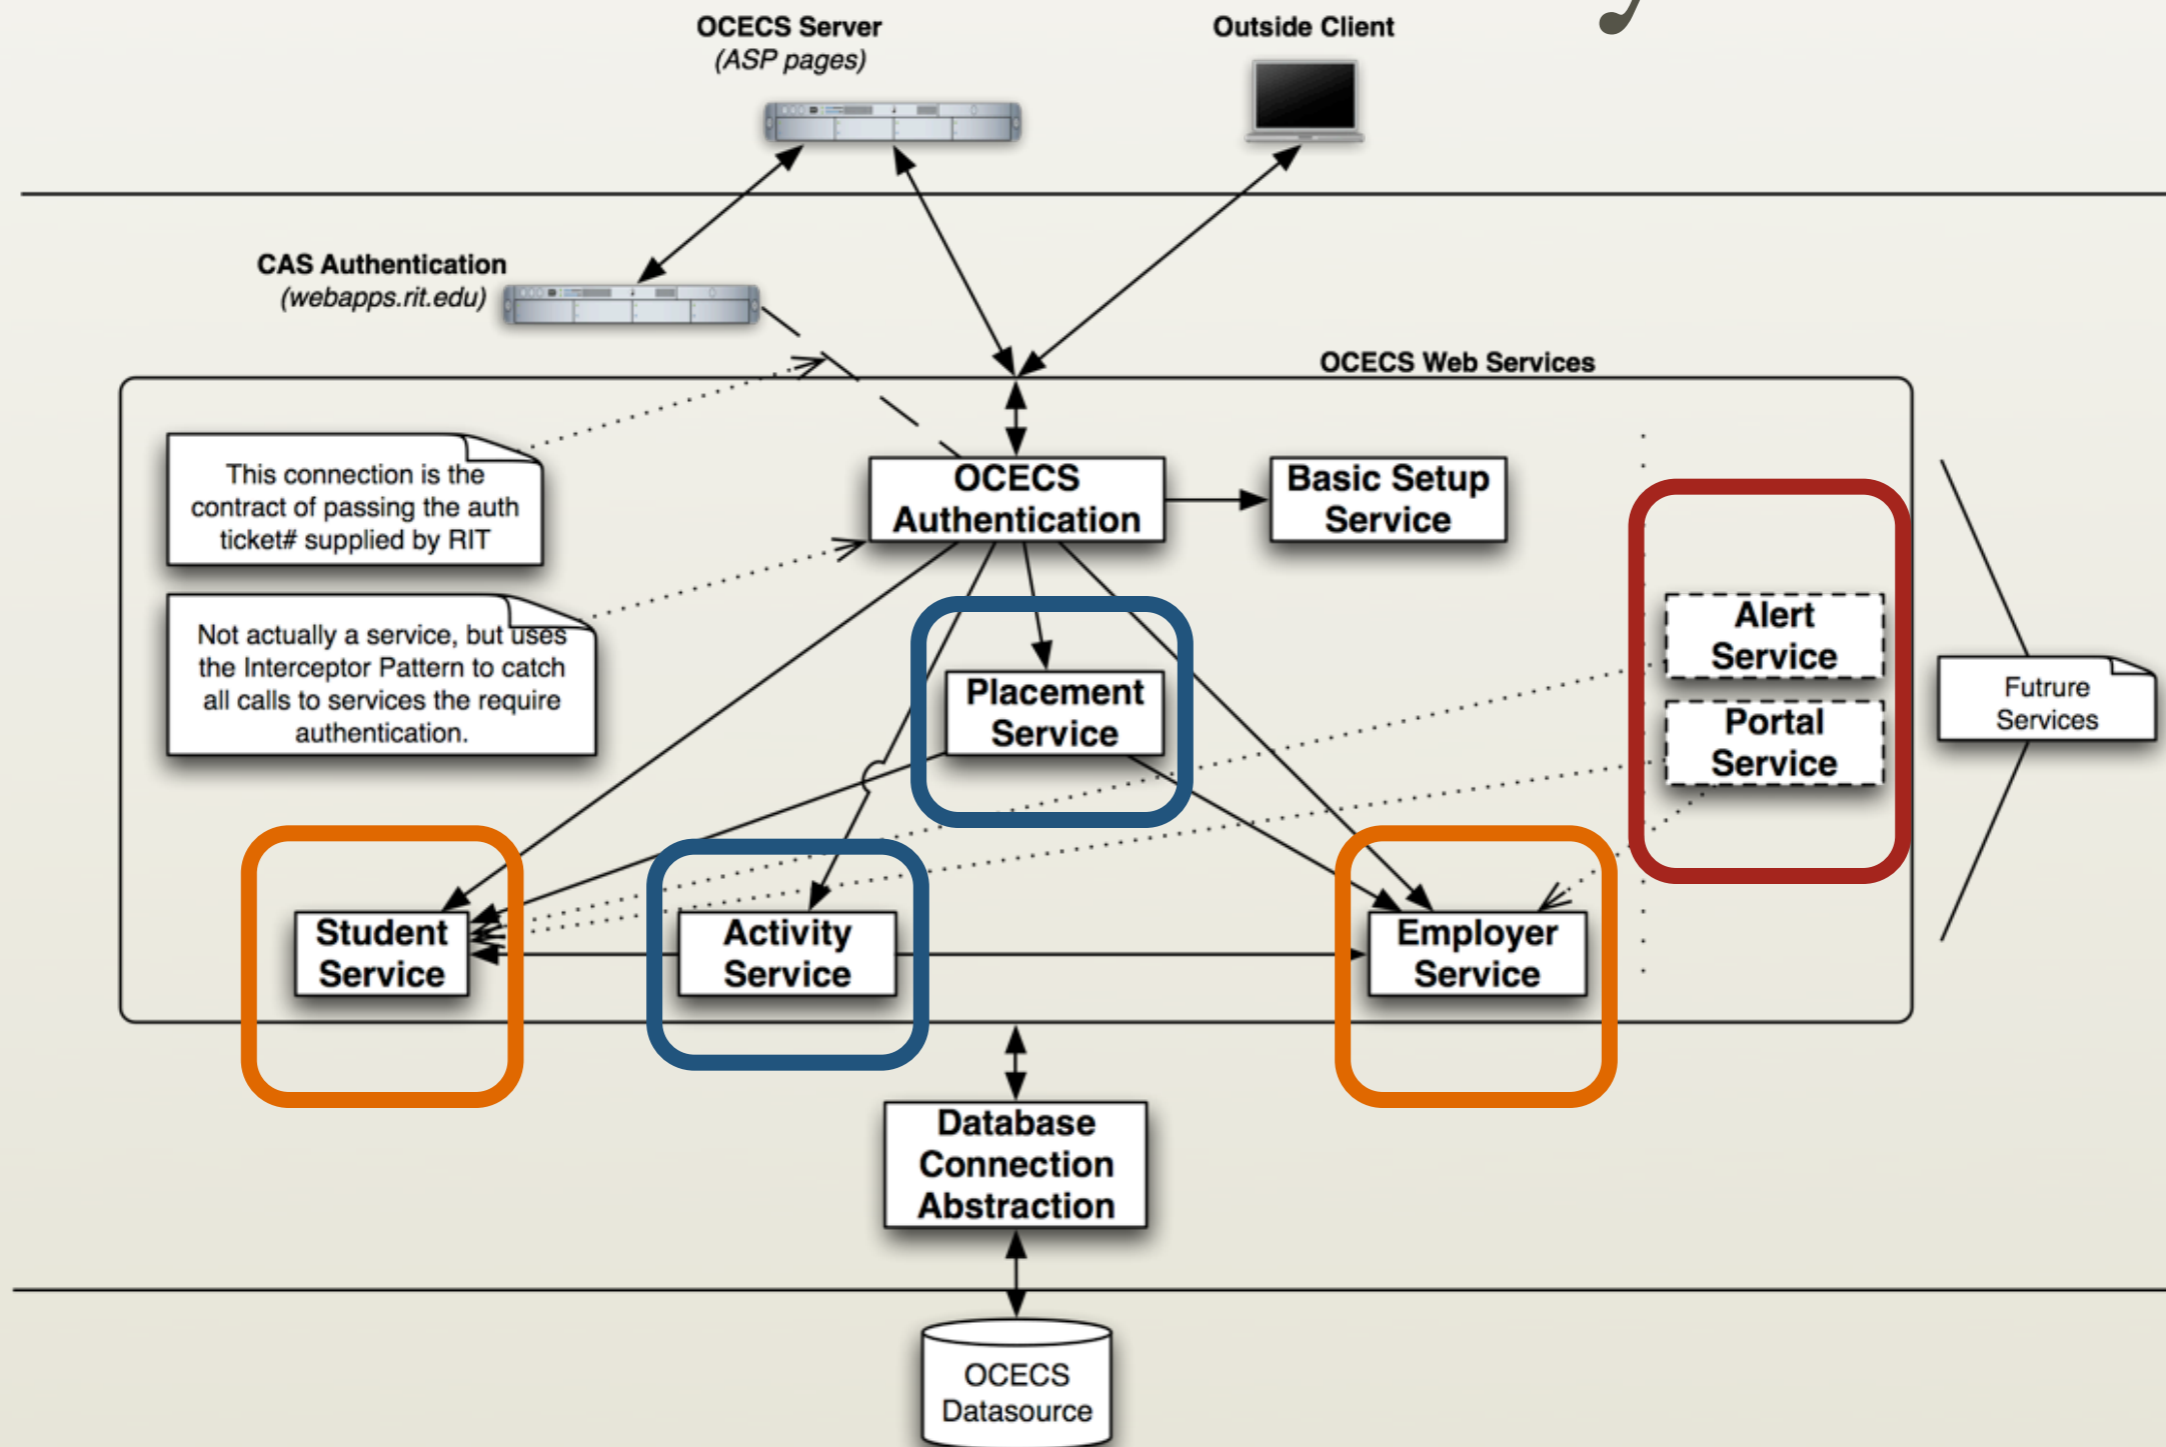 OCECS Server
(ASP pages)
Outside Client
CAS Authentication
(webapps.rit.edu)
OCECS Web Services
This connection is the
contract of passing the auth
ticket# supplied by RIT
OCECS
Authentication
Basic Setup
Service
Not actually a service, but uses
the Interceptor Pattern to catch
all calls to services the require
authentication.
Placement
Service
Alert
Service
Portal
Service
Futrure
Services
Student
Service
Activity
Service
Employer
Service
Database
Connection
Abstraction
OCECS
Datasource